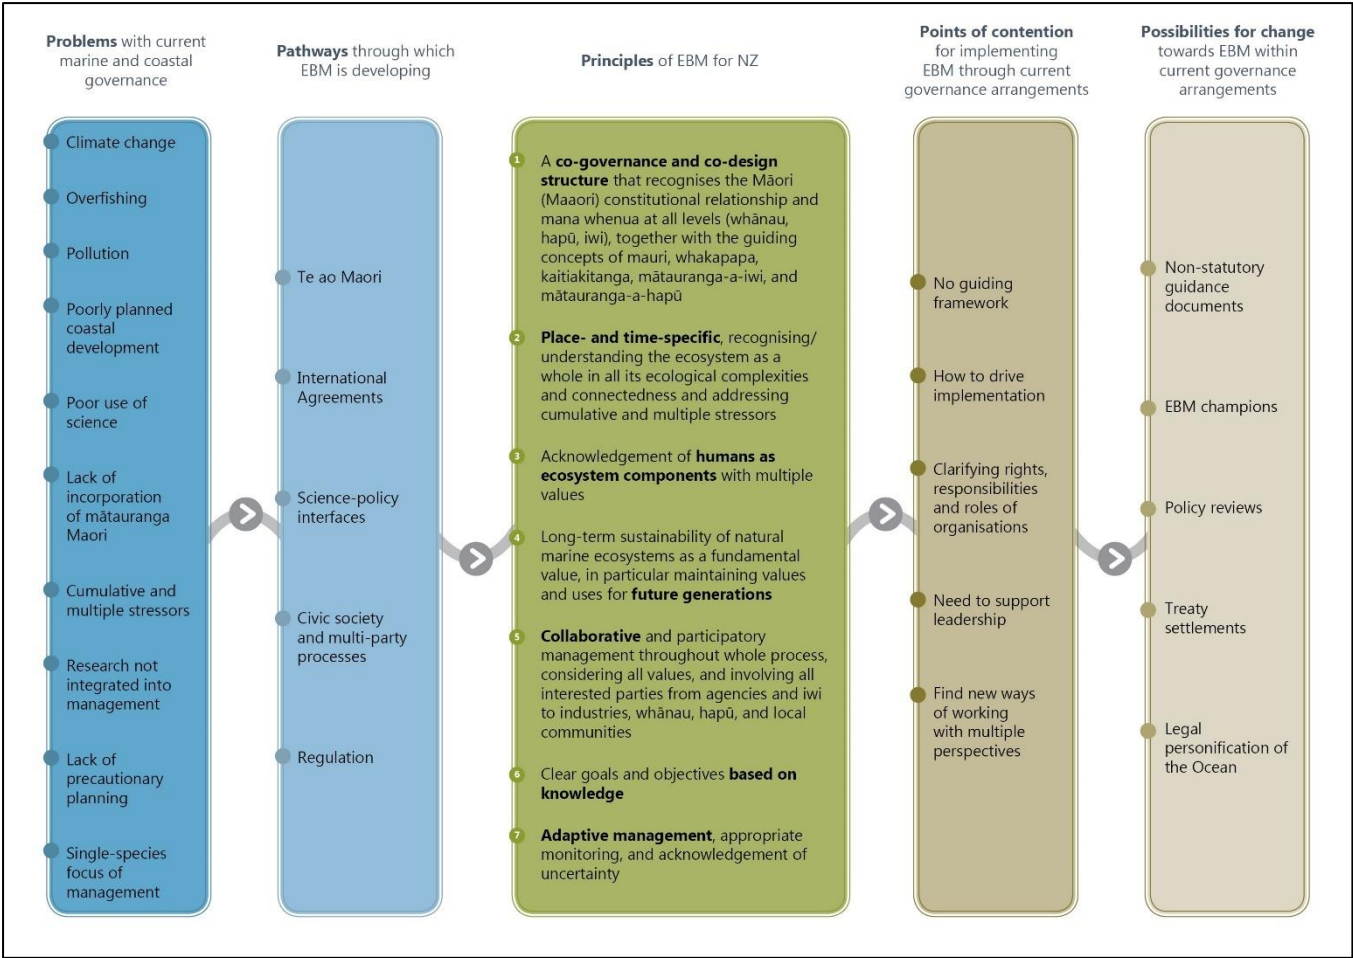 Problems with current
marine and coastal
governance
Climate change
Overfishing
Pollution
Poorly planned
coastal
development
Poor use of
science
Lack of
incorporation
of mātauranga
Maori
Cumulative and
multiple stressors
Research not
integrated into
management
Lack of
precautionary
planning
Single-species
focus of
management
Pathways through which
EBM is developing
Te ao Maori
International
Agreements
Science-policy
interfaces
Civic society
and multi-party
processes
Regulation
Principles of EBM for NZ
1 A co-governance and co-design
structure that recognises the Māori
(Maaori) constitutional relationship and
mana whenua at all levels (whānau,
hapū, iwi), together with the guiding
concepts of mauri, whakapapa,
kaitiakitanga, mātauranga-a-iwi, and
mātauranga-a-hapū
2 Place- and time-specific, recognising/
understanding the ecosystem as a
whole in all its ecological complexities
and connectedness and addressing
cumulative and multiple stressors
3 Acknowledgement of humans as
ecosystem components with multiple
values
4 Long-term sustainability of natural
marine ecosystems as a fundamental
value, in particular maintaining values
and uses for future generations
5 Collaborative and participatory
management throughout whole process,
considering all values, and involving all
interested parties from agencies and iwi
to industries, whānau, hapū, and local
communities
6 Clear goals and objectives based on
knowledge
7 Adaptive management, appropriate
monitoring, and acknowledgement of
uncertainty
Points of contention
for implementing
EBM through current
governance arrangements
No guiding
framework
How to drive
implementation
Clarifying rights,
responsibilities
and roles of
organisations
Need to support
leadership
Find new ways
of working
with multiple
perspectives
Possibilities for change
towards EBM within
current governance
arrangements
Non-statutory
guidance
documents
EBM champions
Policy reviews
Treaty
settlements
Legal
personification of
the Ocean